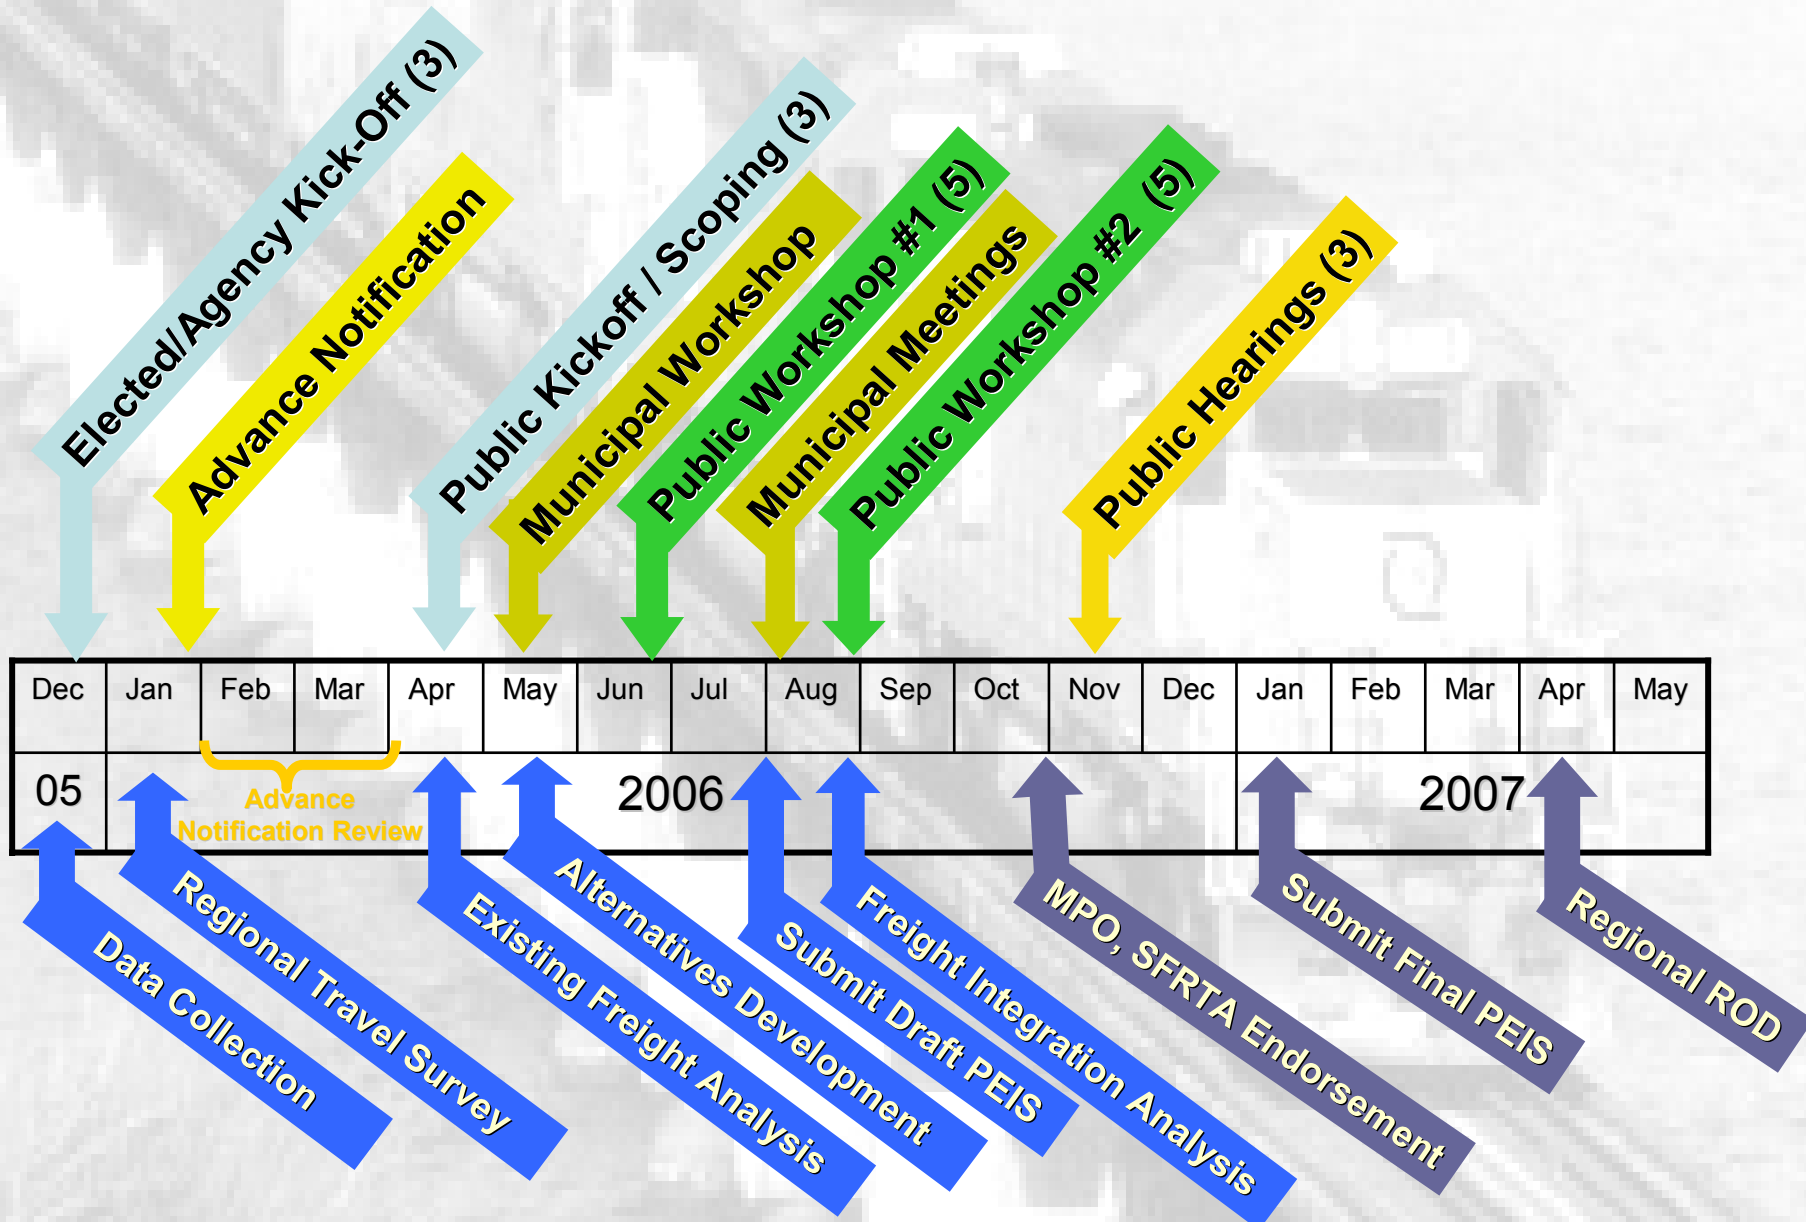 Elected/Agency Kick-Off (3)
Advance Notification
Public Kickoff / Scoping (3)
Municipal Workshop
Public Workshop #1 (5)
Municipal Meetings
Public Workshop #2 (5)
Public Hearings (3)
Dec Jan Feb Mar Apr May Jun Jul Aug Sep Oct Nov Dec Jan Feb Mar Apr May
05 2006 2007
Advance
Notification Review
Data Collection
Regional Travel Survey
Existing Freight Analysis
Alternatives Development
Submit Draft PEIS
Freight Integration Analysis
MPO, SFRTA Endorsement
Submit Final PEIS
Regional ROD